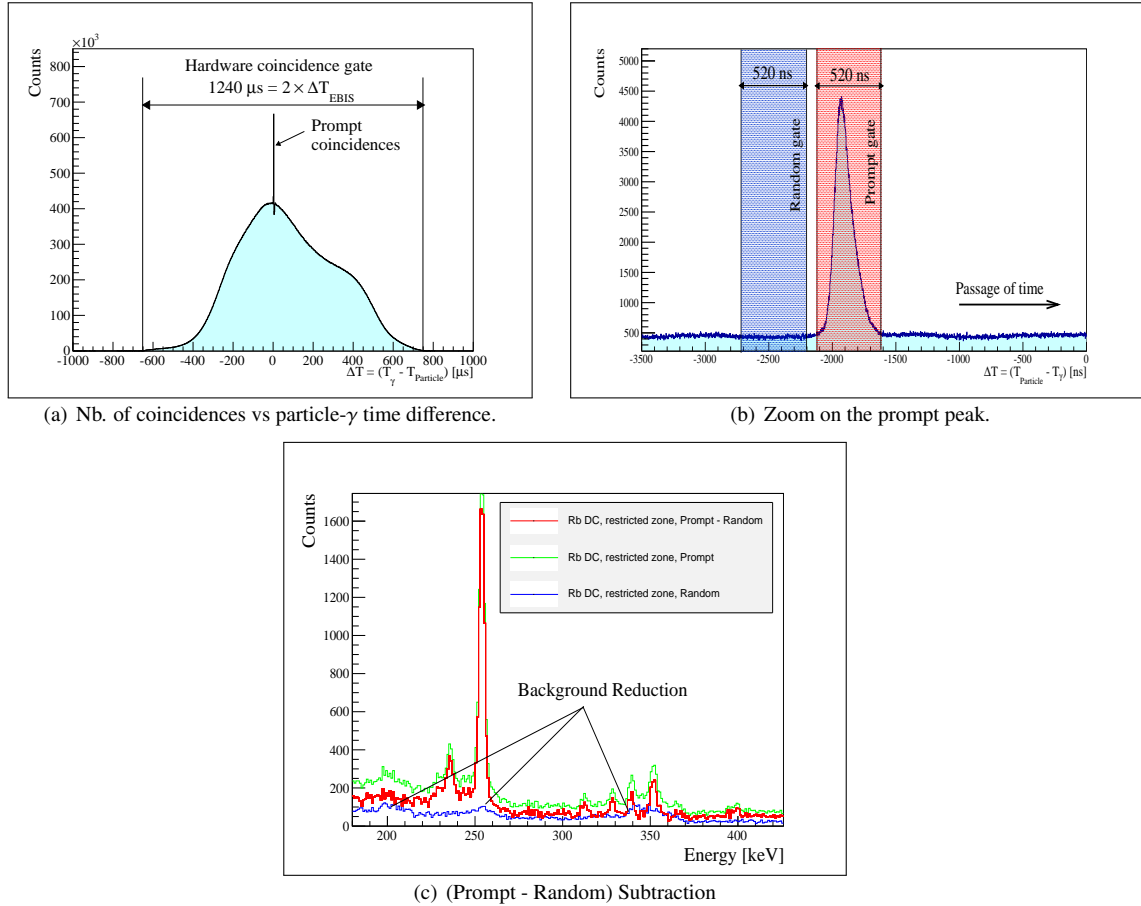 ×10³
Counts
800
700
600
500
400
300
200
100
0
-1000 -800 -600 -400 -200 0 200 400 600 800 1000
Hardware coincidence gate
1240 µs = 2 × ΔT_EBIS
Prompt
coincidences
ΔT = (T_γ - T_Particle) [µs]
(a) Nb. of coincidences vs particle-γ time difference.
Counts
5000
4500
4000
3500
3000
2500
2000
1500
1000
500
-3500 -3000 -2500 -2000 -1500 -1000 -500 0
520 ns
520 ns
Random gate
Prompt gate
Passage of time
ΔT = (T_Particle - T_γ) [ns]
(b) Zoom on the prompt peak.
Counts
1600
1400
1200
1000
800
600
400
200
0
200 250 300 350 400
Rb DC, restricted zone, Prompt - Random
Rb DC, restricted zone, Prompt
Rb DC, restricted zone, Random
Background Reduction
Energy [keV]
(c) (Prompt - Random) Subtraction